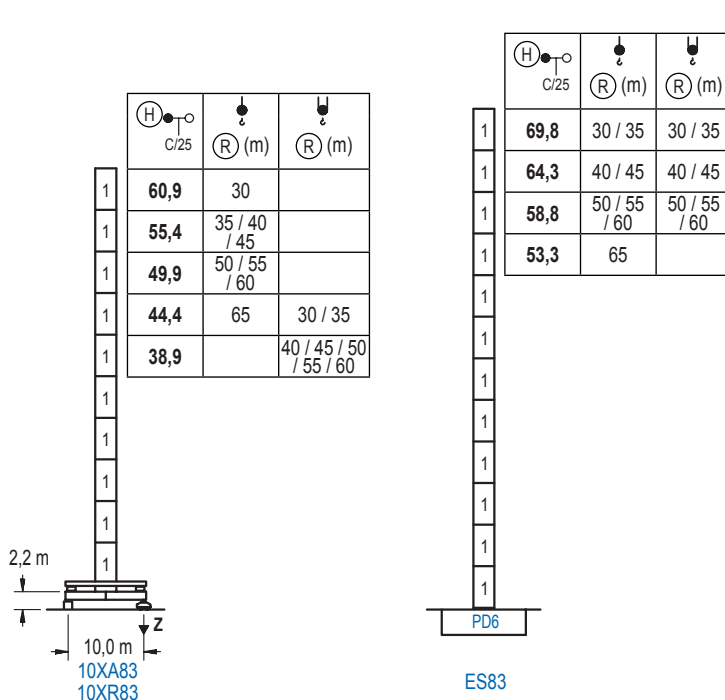 H
C/25
R (m)
R (m)
60,9 30
55,4 35 / 40
/ 45
49,9 50 / 55
/ 60
44,4 65 30 / 35
38,9 40 / 45 / 50
/ 55 / 60
1
1
1
1
1
1
1
1
1
1
2,2 m
Z
10,0 m
10XA83
10XR83
H
C/25
R (m)
R (m)
69,8 30 / 35 30 / 35
64,3 40 / 45 40 / 45
58,8 50 / 55 50 / 55
/ 60 / 60
53,3 65
1
1
1
1
1
1
1
1
1
1
1
1
PD6
ES83